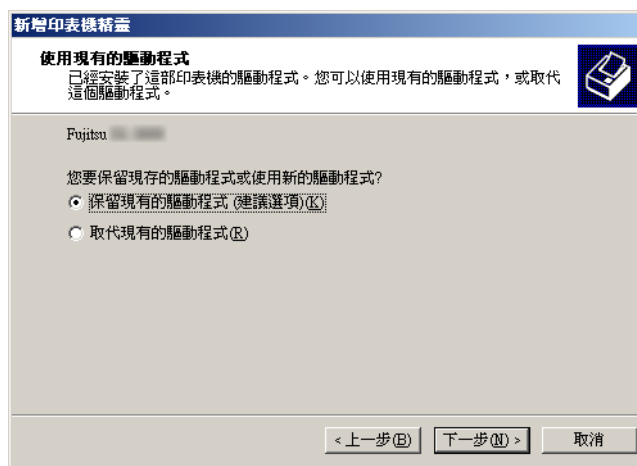 新增印表機精靈
使用現有的驅動程式
已經安裝了這部印表機的驅動程式。您可以使用現有的驅動程式，或取代
這個驅動程式。
Fujitsu
您要保留現存的驅動程式或使用新的驅動程式?
保留現有的驅動程式 (建議選項)(K)
取代現有的驅動程式(R)
<上一步(B) 下一步(N)> 取消